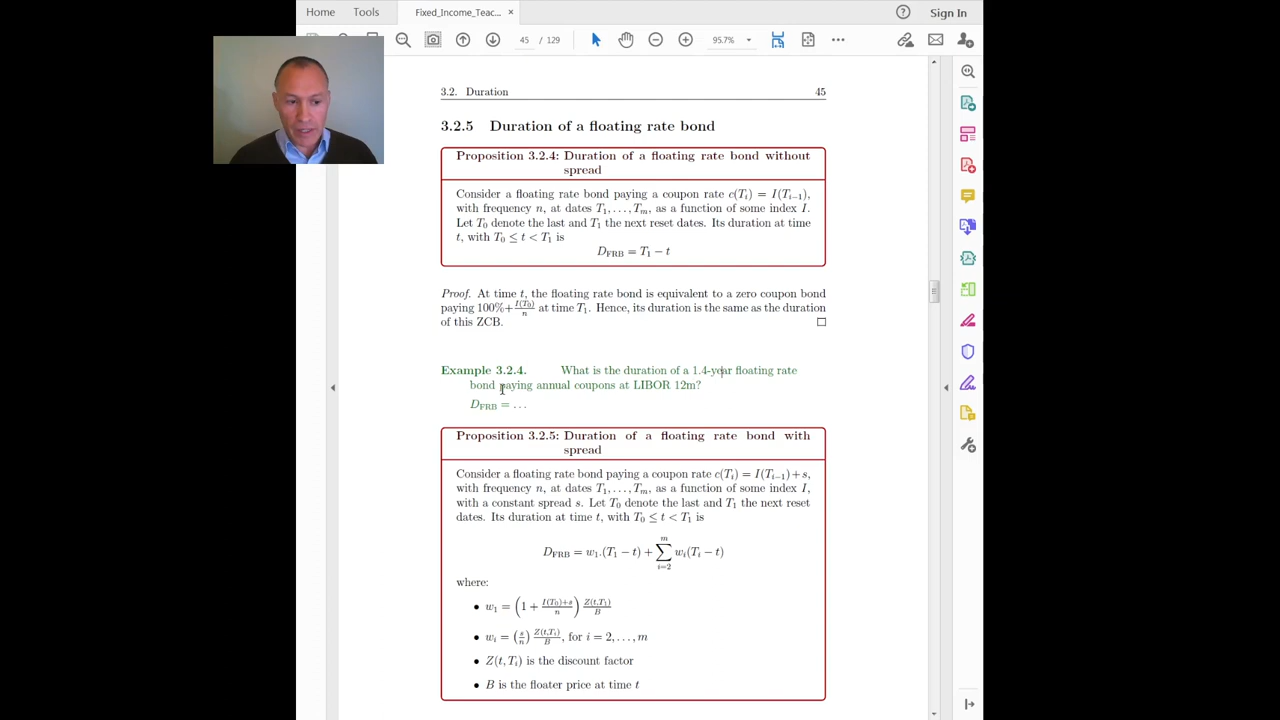 Home Tools Fixed_Income_Teac... × Sign In
45 / 129 95.7%
3.2. Duration 45
3.2.5 Duration of a floating rate bond
Proposition 3.2.4: Duration of a floating rate bond without
spread
Consider a floating rate bond paying a coupon rate c(Tᵢ) = I(Tᵢ₋₁),
with frequency n, at dates T₁, . . . , Tₘ, as a function of some index I.
Let T₀ denote the last and T₁ the next reset dates. Its duration at time
t, with T₀ ≤ t < T₁ is
D_FRB = T₁ − t
Proof. At time t, the floating rate bond is equivalent to a zero coupon bond
paying 100%+ I(T₀)/n at time T₁. Hence, its duration is the same as the duration
of this ZCB. □
Example 3.2.4. What is the duration of a 1.4-year floating rate
bond paying annual coupons at LIBOR 12m?
D_FRB = . . .
Proposition 3.2.5: Duration of a floating rate bond with
spread
Consider a floating rate bond paying a coupon rate c(Tᵢ) = I(Tᵢ₋₁)+s,
with frequency n, at dates T₁, . . . , Tₘ, as a function of some index I,
with a constant spread s. Let T₀ denote the last and T₁ the next reset
dates. Its duration at time t, with T₀ ≤ t < T₁ is
D_FRB = w₁.(T₁ − t) + ∑_{i=2}^{m} wᵢ(Tᵢ − t)
where:
• w₁ = (1 + (I(T₀)+s)/n) Z(t,T₁)/B
• wᵢ = (s/n) Z(t,Tᵢ)/B, for i = 2, . . . , m
• Z(t, Tᵢ) is the discount factor
• B is the floater price at time t